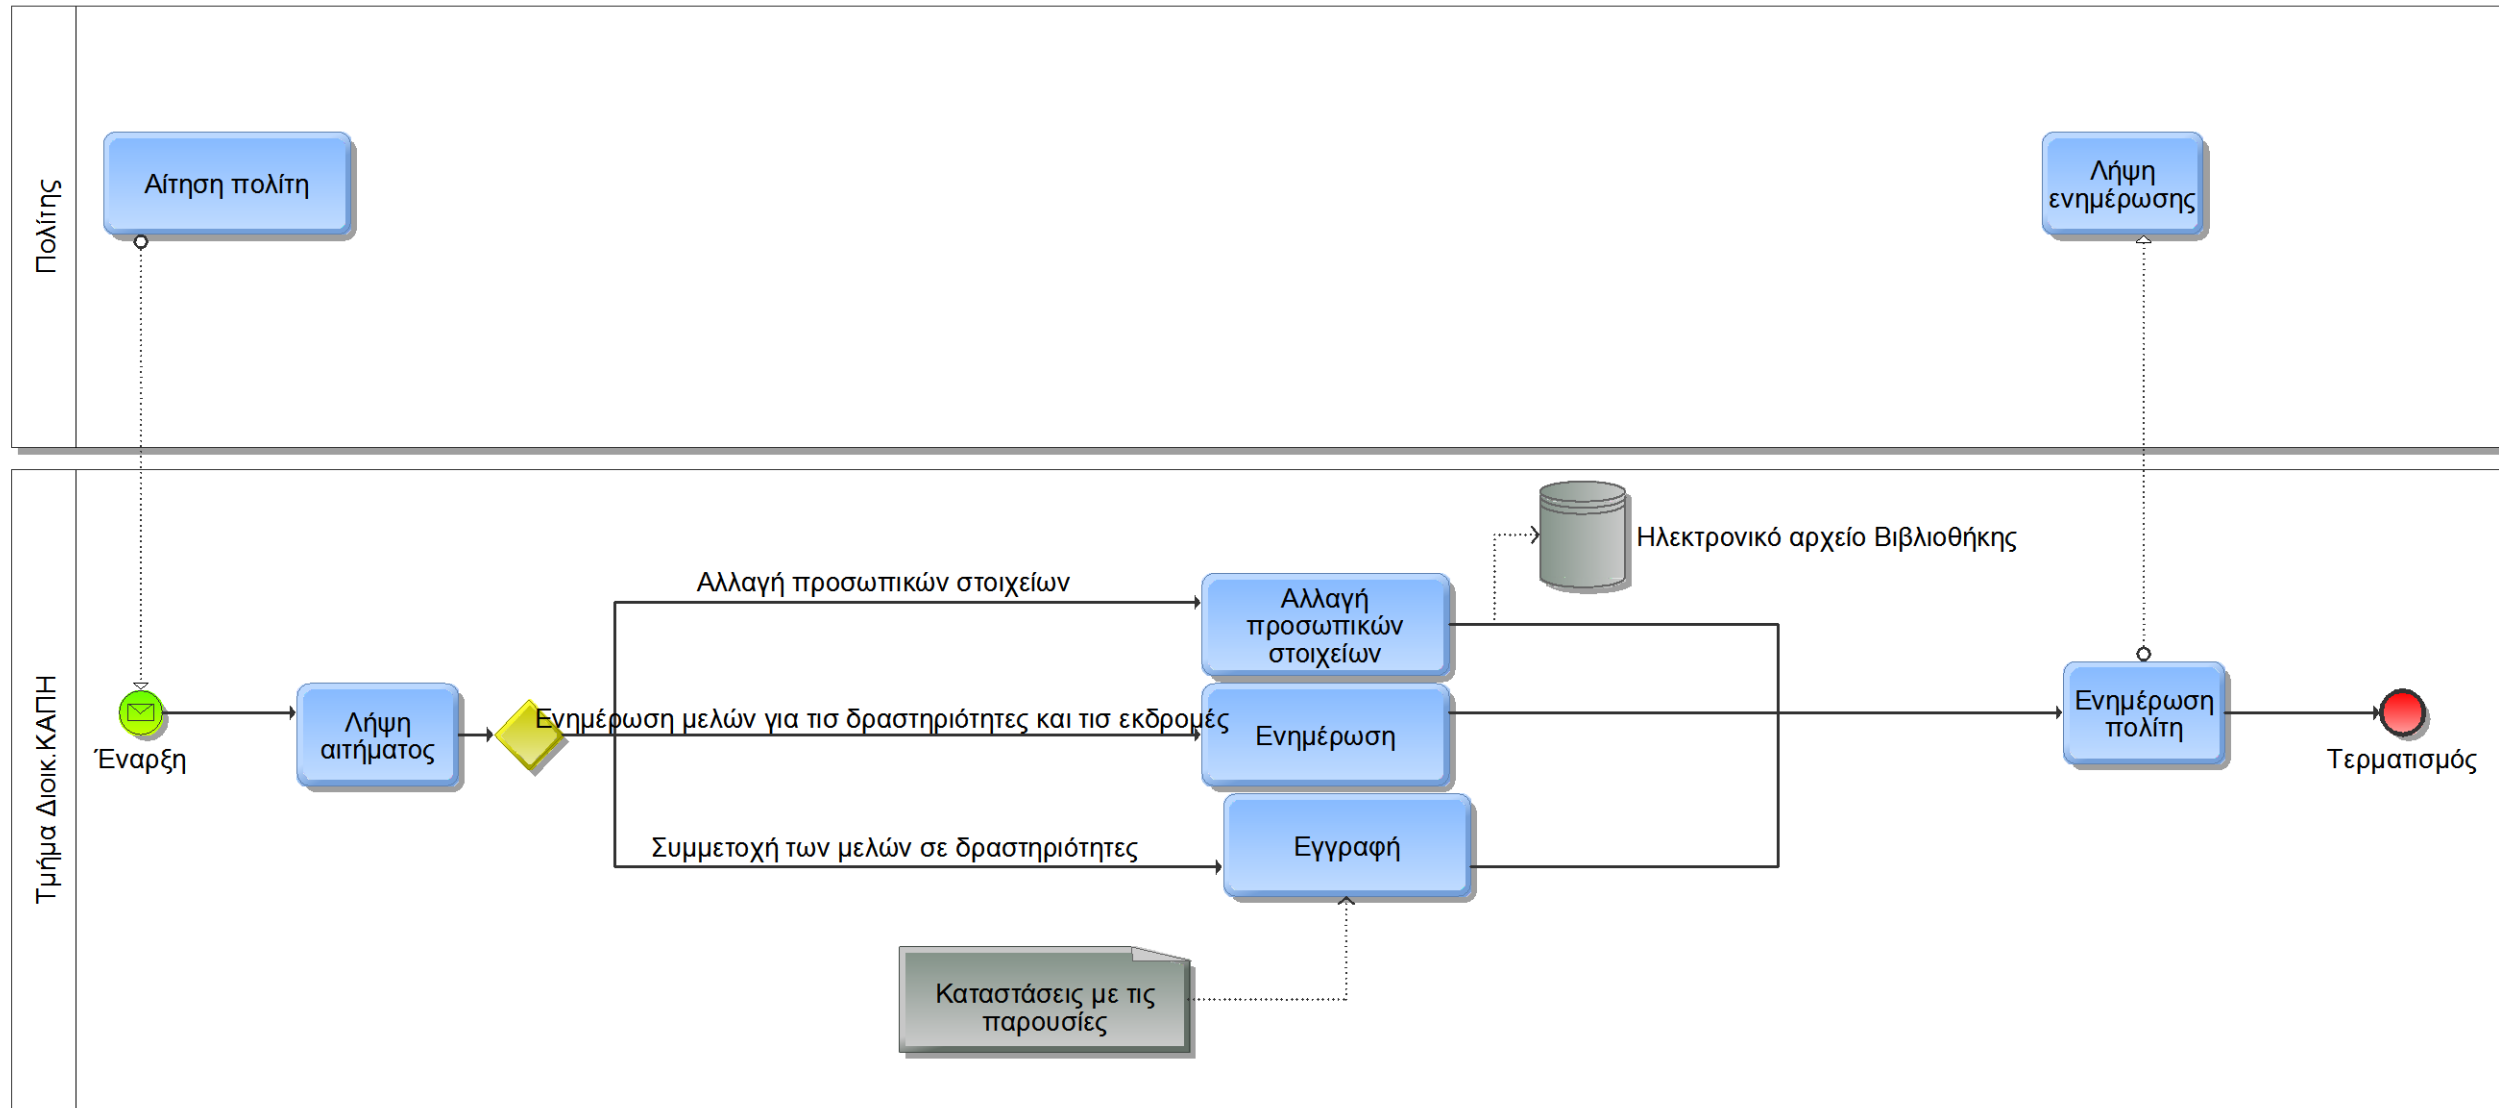 Πολίτης
Αίτηση πολίτη
Λήψη
ενημέρωσης
Τμήμα Διοικ.ΚΑΠΗ
Έναρξη
Λήψη
αιτήματος
Αλλαγή προσωπικών στοιχείων
Ενημέρωση μελών για τισ δραστηριότητες και τισ εκδρομές
Συμμετοχή των μελών σε δραστηριότητες
Αλλαγή
προσωπικών
στοιχείων
Ηλεκτρονικό αρχείο Βιβλιοθήκης
Ενημέρωση
Εγγραφή
Καταστάσεις με τις
παρουσίες
Ενημέρωση
πολίτη
Τερματισμός